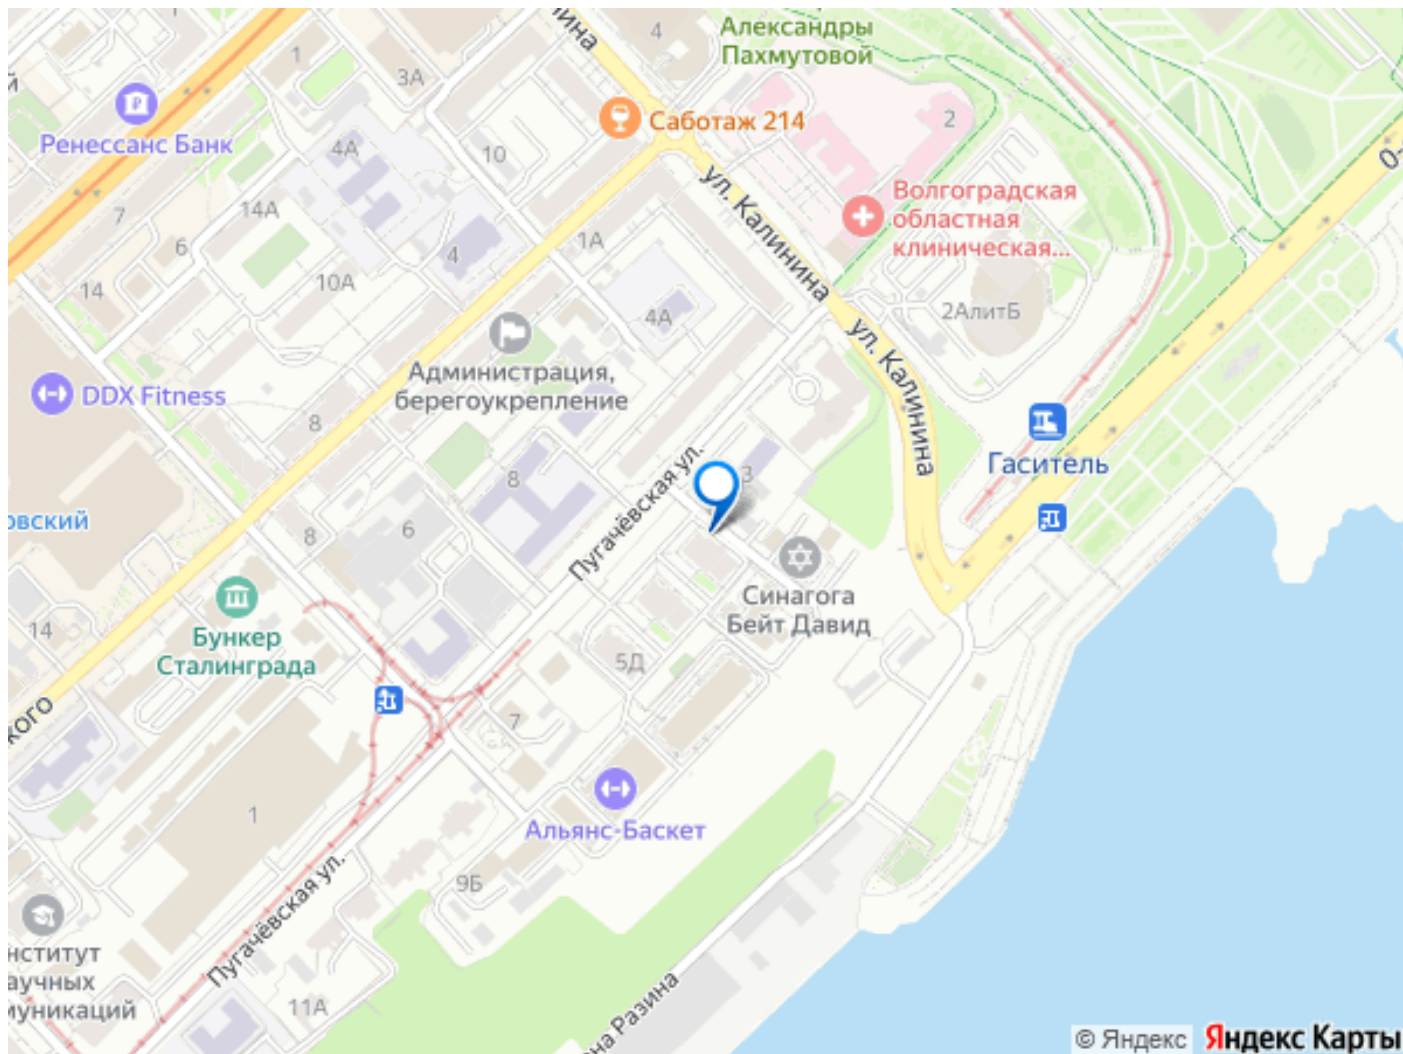 Александры
Пахмутовой
4
1
3А
Ренессанс Банк
Саботаж 214
2
10
4А
ул. Калинина
Волгоградская
областная
клиническая...
14А
7
6
4
1А
10А
14
4А
2АлитБ
ул. Калинина
Администрация,
берегоукрепление
DDX Fitness
8
Гаситель
8
3
Пугачёвская ул.
8
6
Синагога
Бейт Давид
Бункер
Сталинграда
14
5Д
7
Альянс-Баскет
1
9Б
Пугачёвская ул.
11А
© Яндекс
Яндекс Карты